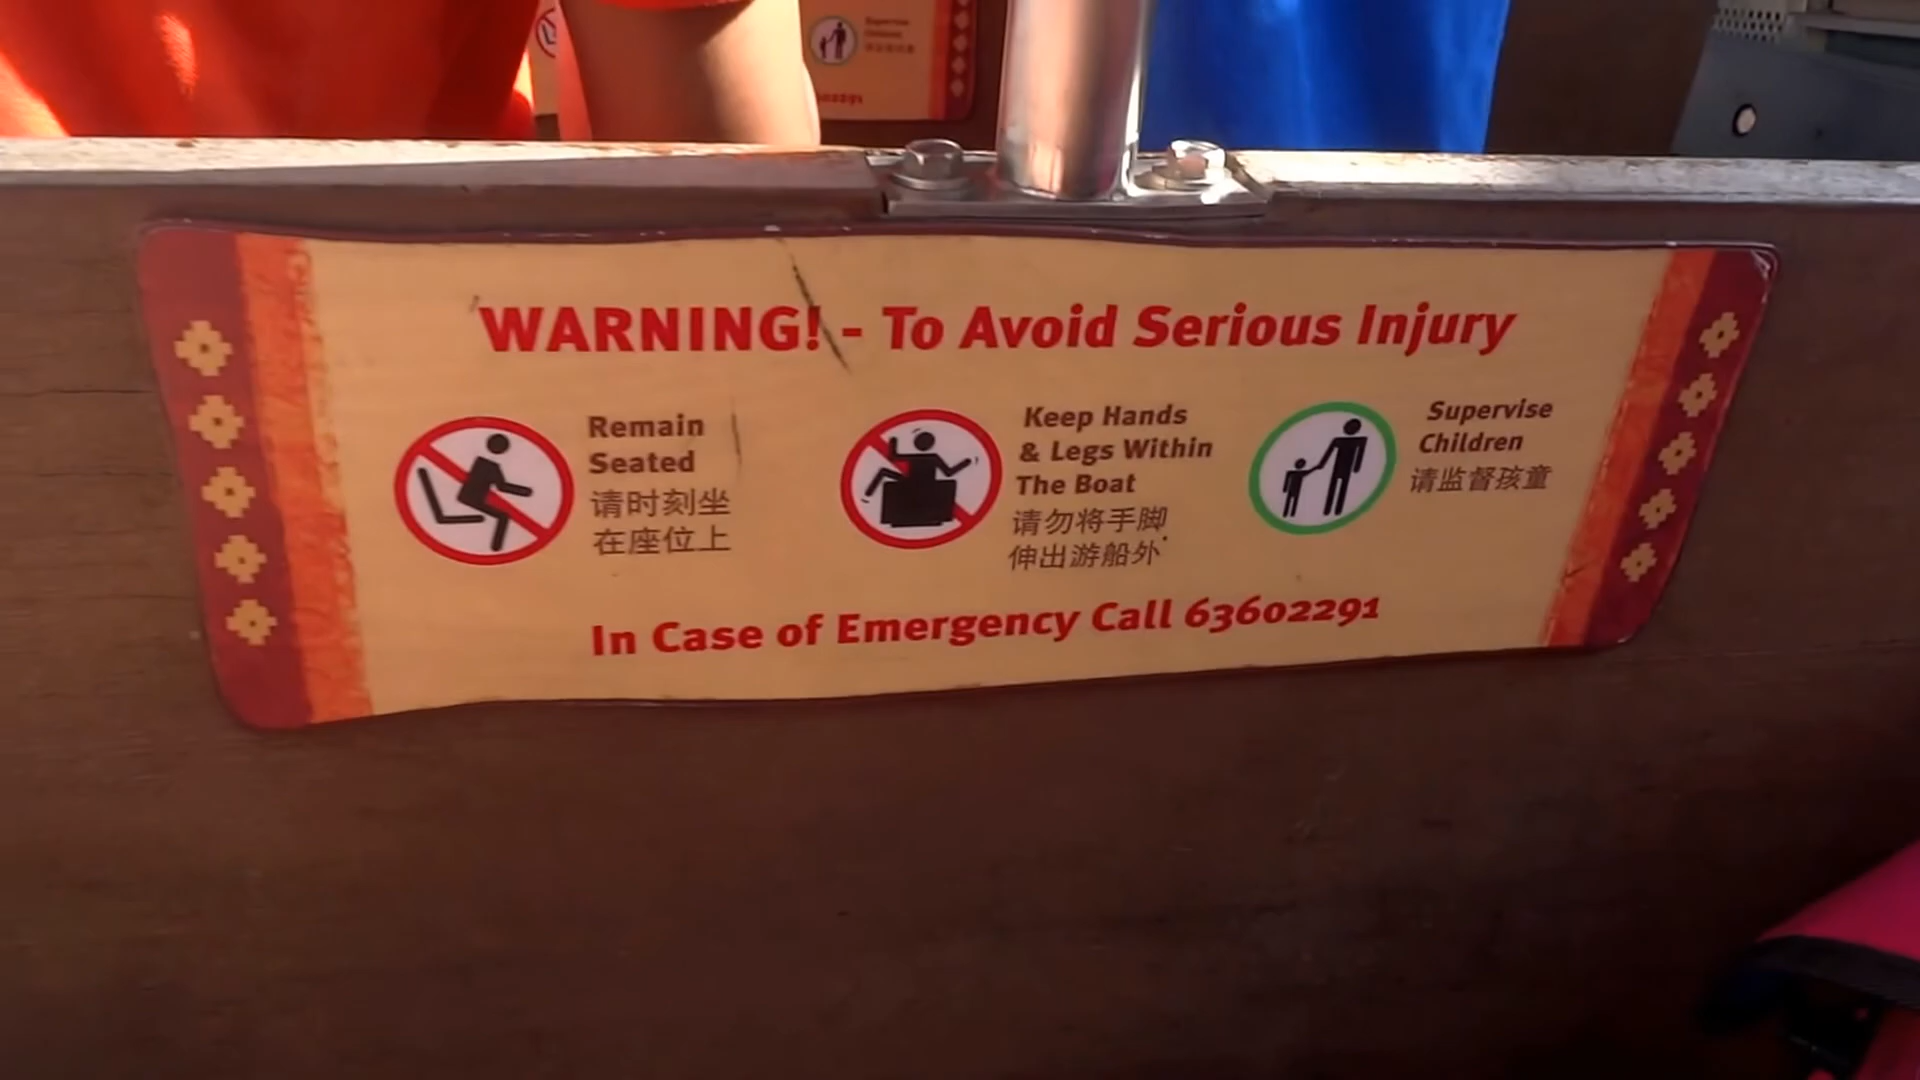 Supervise
Children
WARNING! - To Avoid Serious Injury
Remain
Seated
请时刻坐
在座位上
Keep Hands
& Legs Within
The Boat
请勿将手脚
伸出游船外
Supervise
Children
请监督孩童
In Case of Emergency Call 63602291